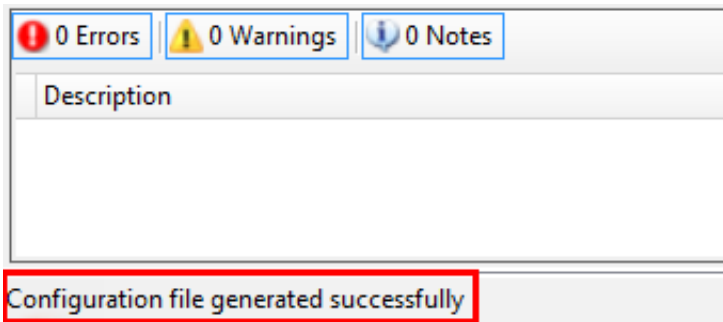 0 Errors 0 Warnings 0 Notes
Description
Configuration file generated successfully